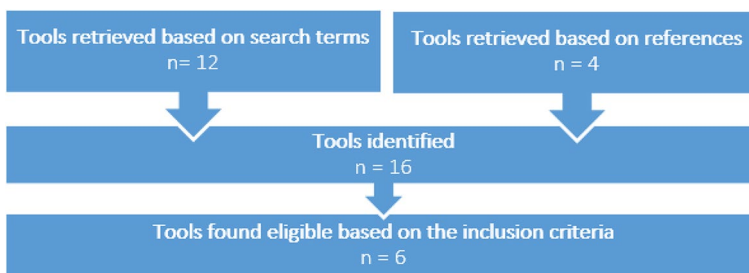 Tools retrieved based on search terms
n= 12
Tools retrieved based on references
n = 4
Tools identified
n = 16
Tools found eligible based on the inclusion criteria
n = 6